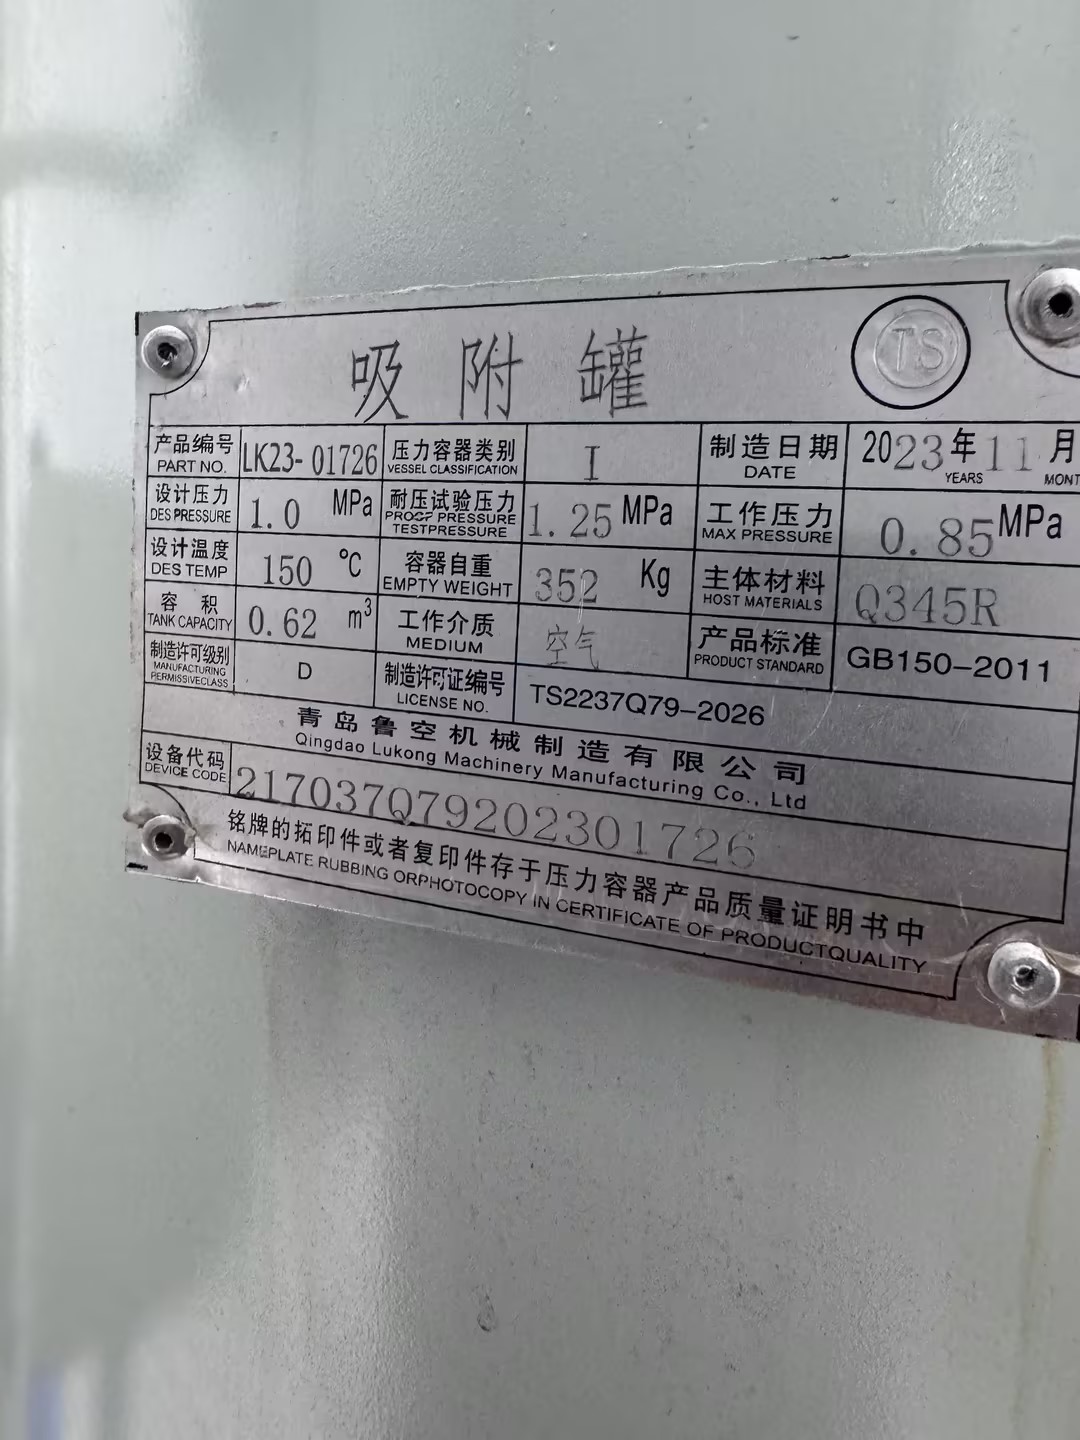 吸附罐
TS
产品编号 LK23-01726 压力容器类别 I 制造日期 2023年11月
PART NO. VESSEL CLASSIFICATION DATE YEARS MONT
设计压力 1.0 MPa 耐压试验压力 1.25 MPa 工作压力 0.85 MPa
DES PRESSURE PROOF PRESSURE MAX PRESSURE
TESTPRESSURE
设计温度 150 ℃ 容器自重 352 Kg 主体材料 Q345R
DES TEMP EMPTY WEIGHT HOST MATERIALS
容积 0.62 m³ 工作介质 空气 产品标准 GB150-2011
TANK CAPACITY MEDIUM PRODUCT STANDARD
制造许可级别 D 制造许可证编号 TS2237Q79-2026
MANUFACTURING LICENSE NO.
PERMISSIVECLASS
青岛鲁空机械制造有限公司
Qingdao Lukong Machinery Manufacturing Co., Ltd
设备代码 217037Q79202301726
DEVICE CODE
铭牌的拓印件或者复印件存于压力容器产品质量证明书中
NAMEPLATE RUBBING ORPHOTOCOPY IN CERTIFICATE OF PRODUCTQUALITY